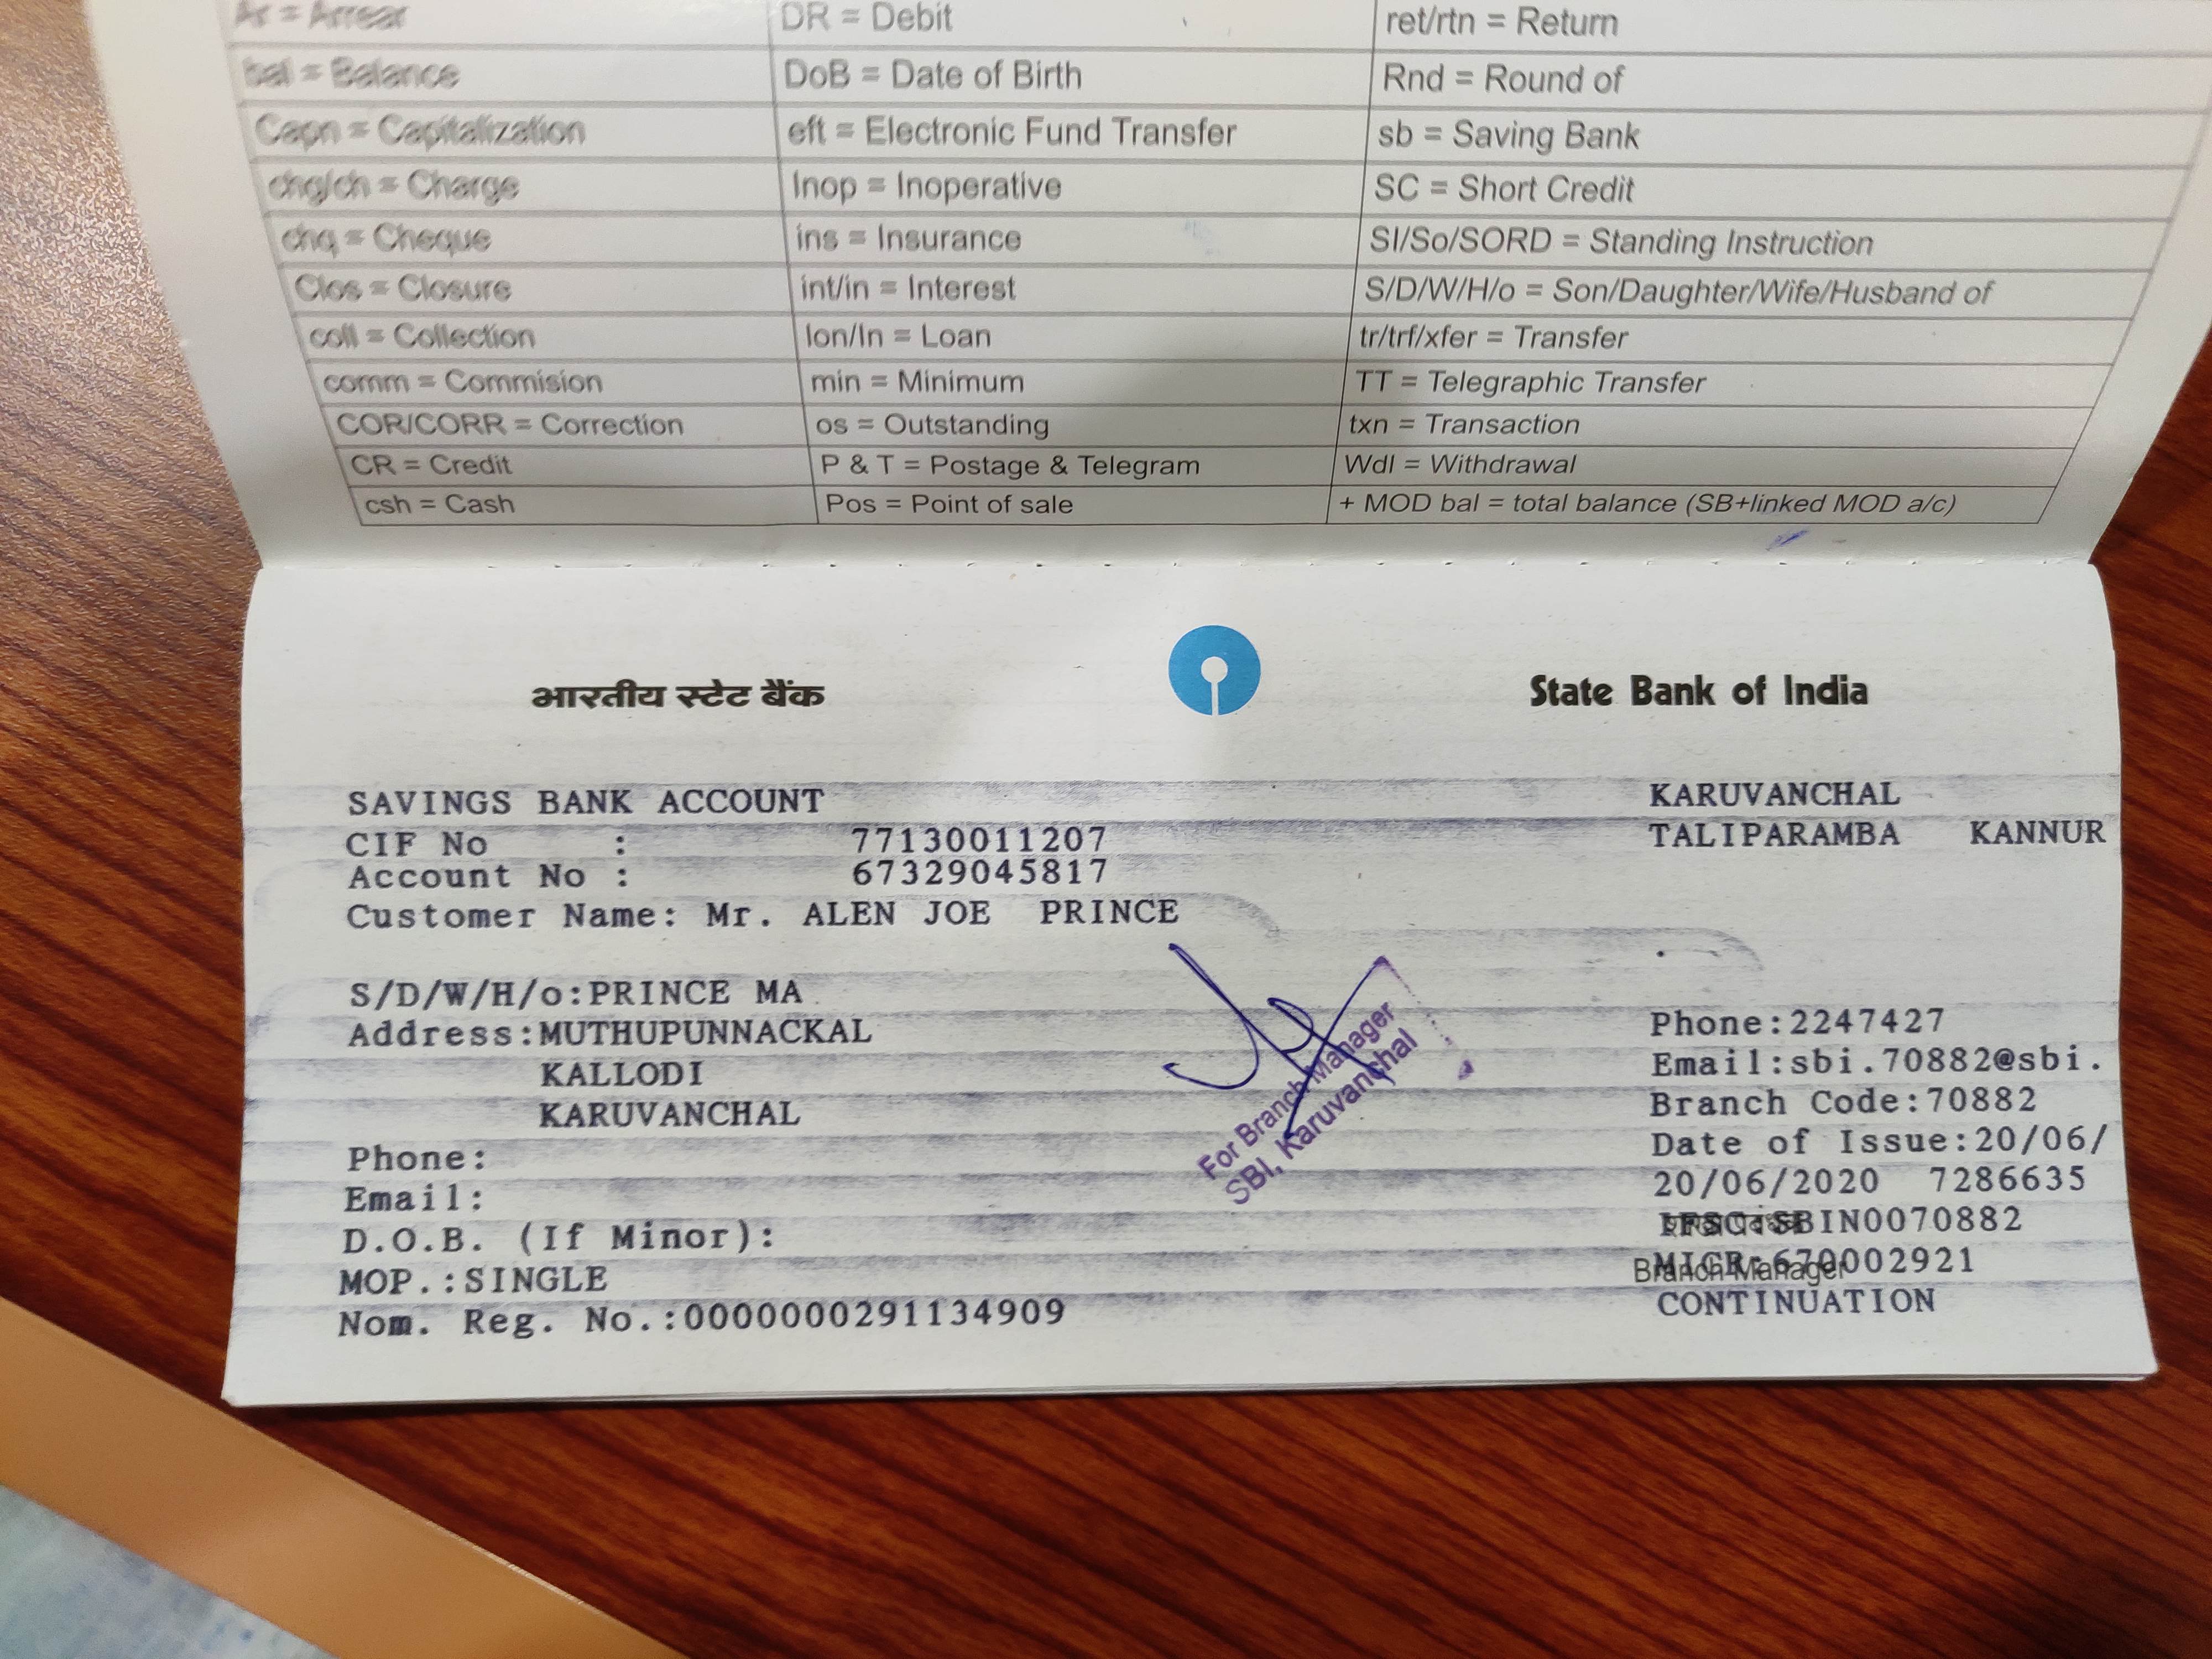 Ar = Arrear DR = Debit ret/rtn = Return
bal = Balance DoB = Date of Birth Rnd = Round of
Capn = Capitalization eft = Electronic Fund Transfer sb = Saving Bank
chg/ch = Charge Inop = Inoperative SC = Short Credit
chq = Cheque ins = Insurance SI/So/SORD = Standing Instruction
Clos = Closure int/in = Interest S/D/W/H/o = Son/Daughter/Wife/Husband of
coll = Collection lon/ln = Loan tr/trf/xfer = Transfer
comm = Commision min = Minimum TT = Telegraphic Transfer
COR/CORR = Correction os = Outstanding txn = Transaction
CR = Credit P & T = Postage & Telegram Wdl = Withdrawal
csh = Cash Pos = Point of sale + MOD bal = total balance (SB+linked MOD a/c)
भारतीय स्टेट बैंक State Bank of India
SAVINGS BANK ACCOUNT KARUVANCHAL
CIF No : 77130011207 TALIPARAMBA KANNUR
Account No : 67329045817
Customer Name: Mr. ALEN JOE PRINCE
S/D/W/H/o:PRINCE MA Phone:2247427
Address:MUTHUPUNNACKAL Email:sbi.70882@sbi.
KALLODI Branch Code:70882
KARUVANCHAL Date of Issue:20/06/
Phone: 20/06/2020 7286635
Email: IFSC:SBIN0070882
D.O.B. (If Minor): MICR:670002921
MOP.:SINGLE Branch Manager
Nom. Reg. No.:0000000291134909 CONTINUATION
For Branch Manager
SBI, Karuvanchal